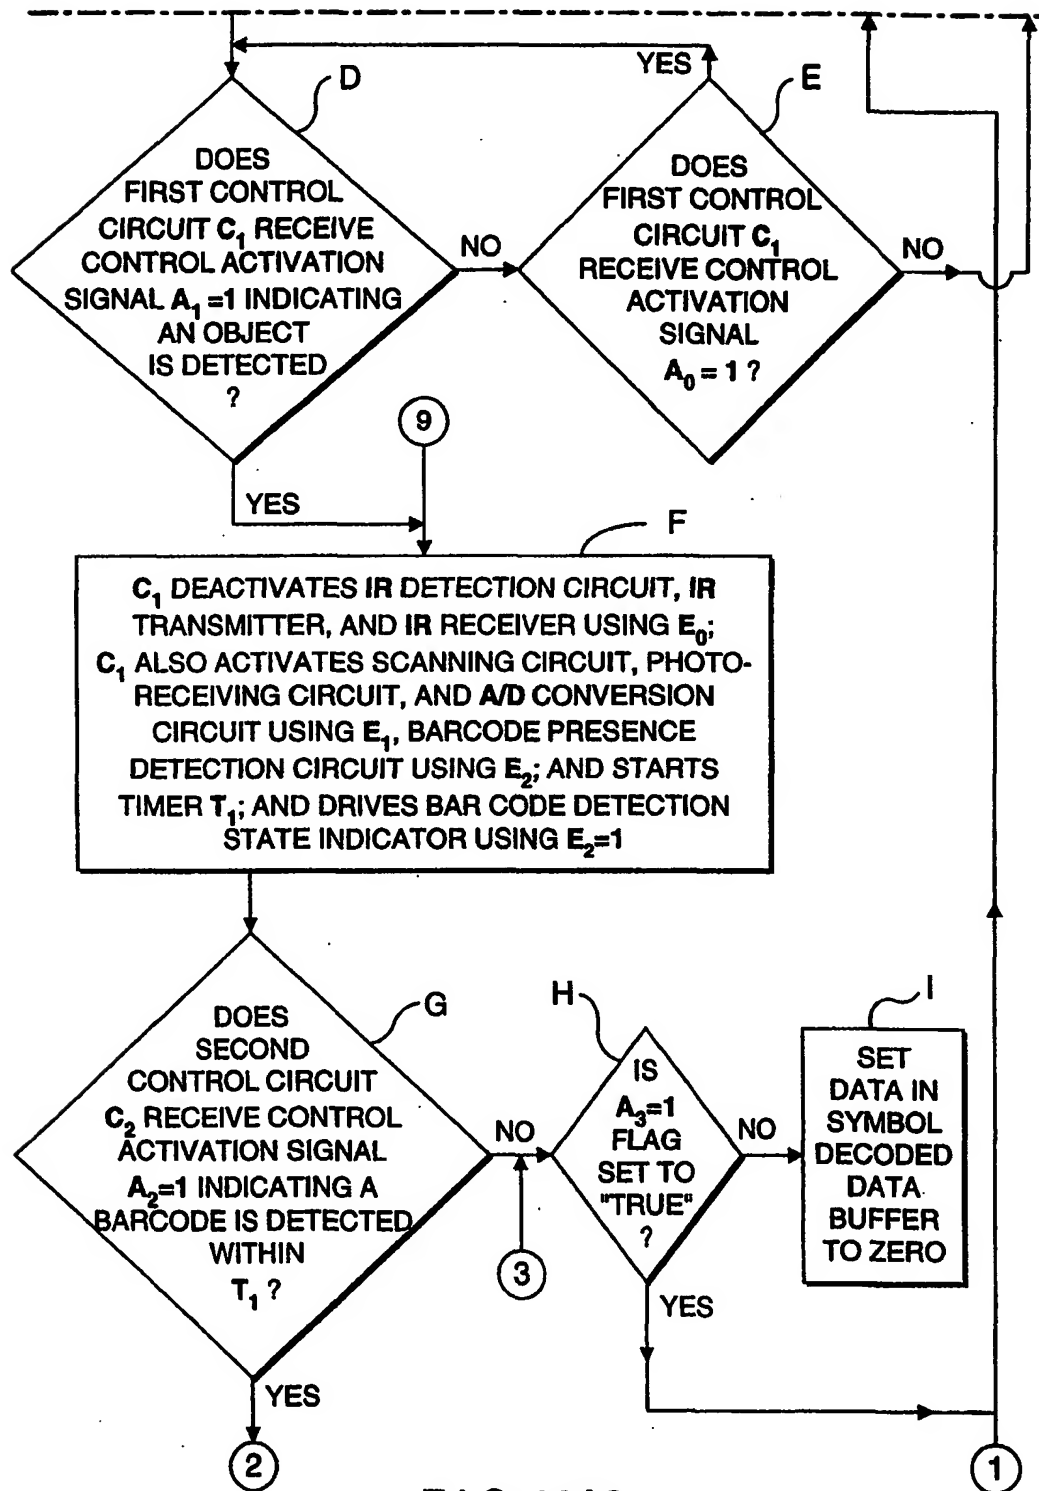 YES
D
E
DOES
FIRST CONTROL
CIRCUIT C₁ RECEIVE
CONTROL ACTIVATION
SIGNAL A₁ =1 INDICATING
AN OBJECT
IS DETECTED
?
NO
DOES
FIRST CONTROL
CIRCUIT C₁
RECEIVE CONTROL
ACTIVATION
SIGNAL
A₀ = 1 ?
NO
9
YES
F
C₁ DEACTIVATES IR DETECTION CIRCUIT, IR
TRANSMITTER, AND IR RECEIVER USING E₀;
C₁ ALSO ACTIVATES SCANNING CIRCUIT, PHOTO-
RECEIVING CIRCUIT, AND A/D CONVERSION
CIRCUIT USING E₁, BARCODE PRESENCE
DETECTION CIRCUIT USING E₂; AND STARTS
TIMER T₁; AND DRIVES BAR CODE DETECTION
STATE INDICATOR USING E₂=1
G
DOES
SECOND
CONTROL CIRCUIT
C₂ RECEIVE CONTROL
ACTIVATION SIGNAL
A₂=1 INDICATING A
BARCODE IS DETECTED
WITHIN
T₁ ?
NO
3
H
IS
A₃=1
FLAG
SET TO
"TRUE"
?
NO
I
SET
DATA IN
SYMBOL
DECODED
DATA
BUFFER
TO ZERO
YES
YES
2
1